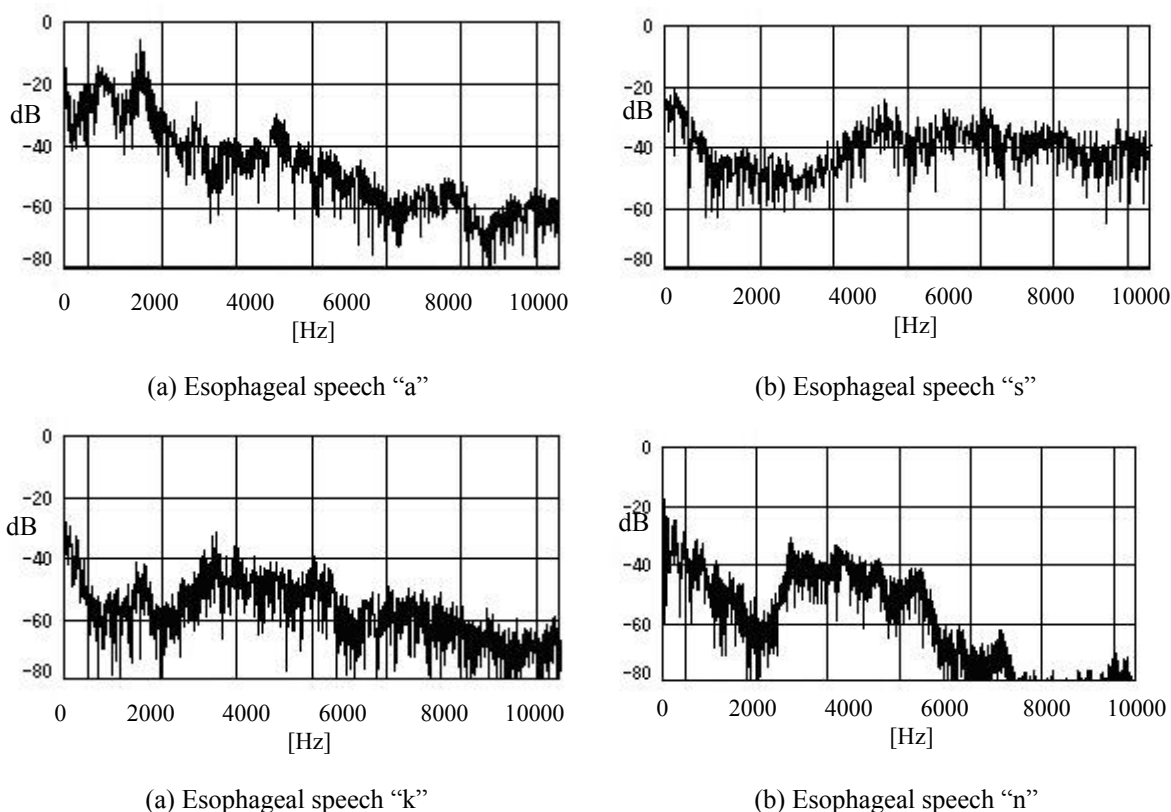 0
−20
dB
−40
−60
−80
0 2000 4000 6000 8000 10000
[Hz]
(a) Esophageal speech “a”
0
−20
dB
−40
−60
−80
0 2000 4000 6000 8000 10000
[Hz]
(b) Esophageal speech “s”
0
−20
dB
−40
−60
−80
0 2000 4000 6000 8000 10000
[Hz]
(a) Esophageal speech “k”
0
−20
dB
−40
−60
−80
0 2000 4000 6000 8000 10000
[Hz]
(b) Esophageal speech “n”